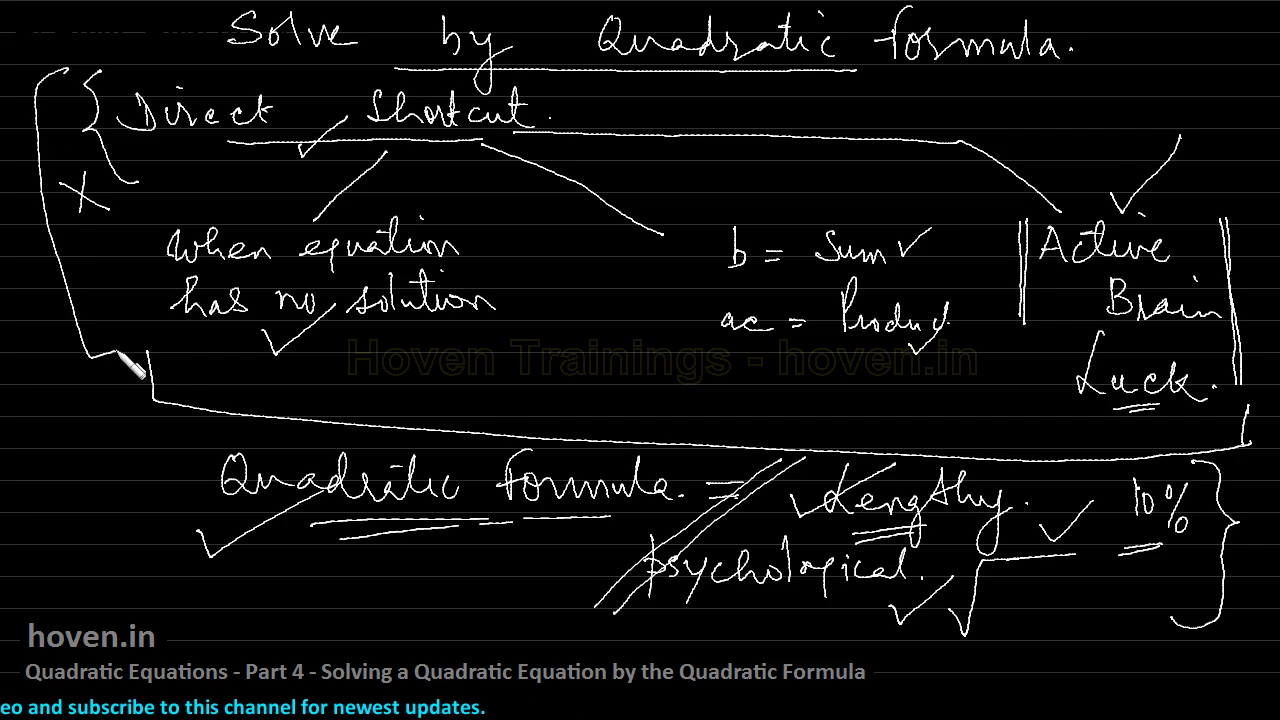 Solve by Quadratic formula.
Direct Shortcut.
When equation
has no solution
b = Sum
ac = Product
Active
Brain
Luck.
Hoven Trainings - hoven.in
Quadratic formula. = Lengthy. 10%
psychological.
hoven.in
Quadratic Equations - Part 4 - Solving a Quadratic Equation by the Quadratic Formula
eo and subscribe to this channel for newest updates.